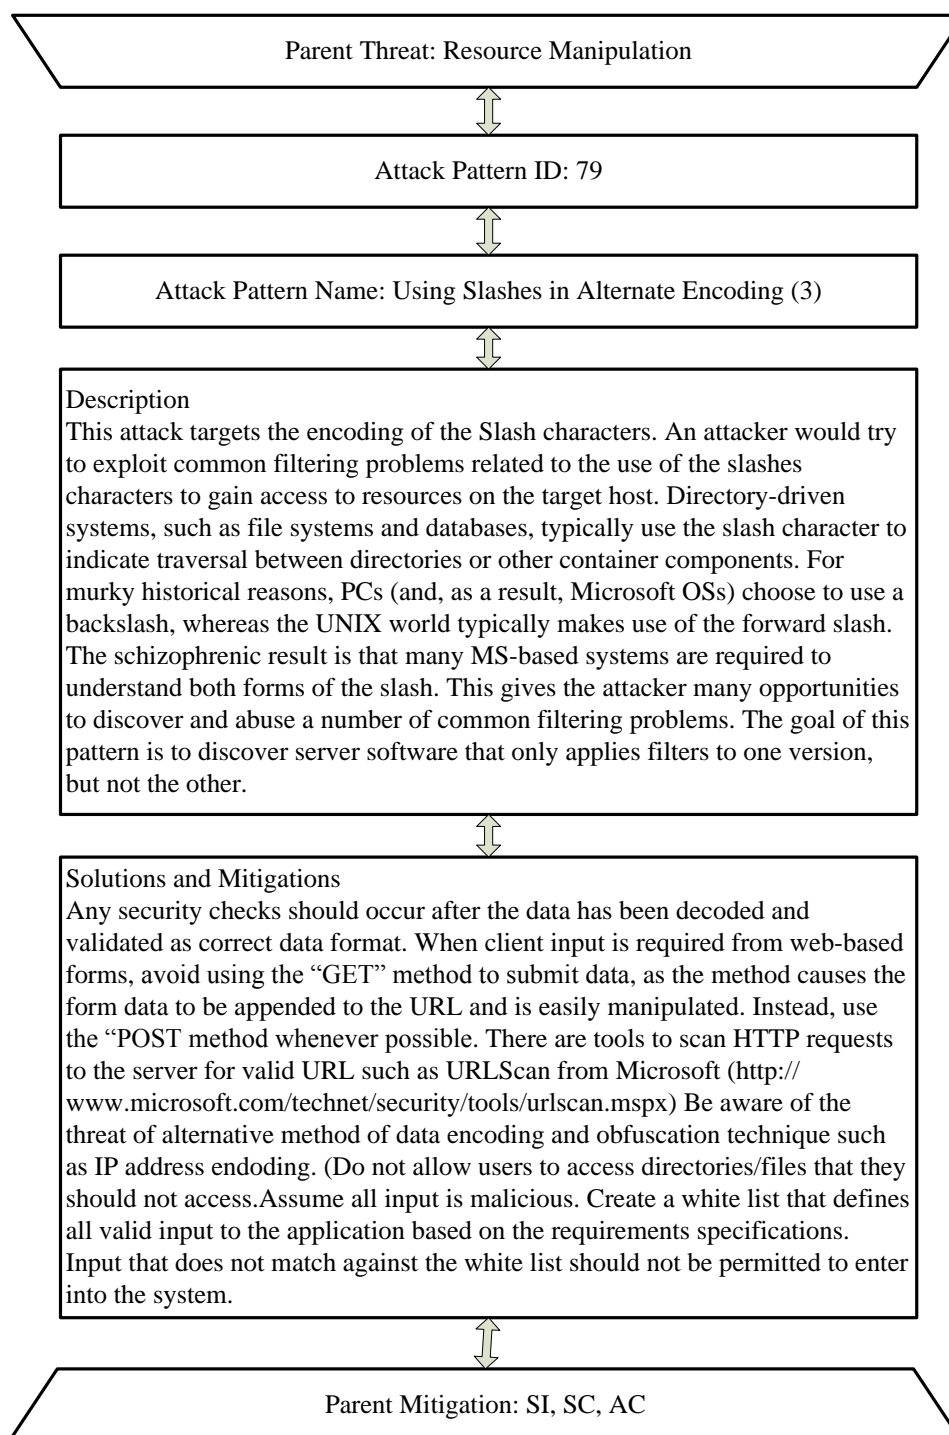 Parent Threat: Resource Manipulation
Attack Pattern ID: 79
Attack Pattern Name: Using Slashes in Alternate Encoding (3)
Description
This attack targets the encoding of the Slash characters. An attacker would try
to exploit common filtering problems related to the use of the slashes
characters to gain access to resources on the target host. Directory-driven
systems, such as file systems and databases, typically use the slash character to
indicate traversal between directories or other container components. For
murky historical reasons, PCs (and, as a result, Microsoft OSs) choose to use a
backslash, whereas the UNIX world typically makes use of the forward slash.
The schizophrenic result is that many MS-based systems are required to
understand both forms of the slash. This gives the attacker many opportunities
to discover and abuse a number of common filtering problems. The goal of this
pattern is to discover server software that only applies filters to one version,
but not the other.
Solutions and Mitigations
Any security checks should occur after the data has been decoded and
validated as correct data format. When client input is required from web-based
forms, avoid using the “GET” method to submit data, as the method causes the
form data to be appended to the URL and is easily manipulated. Instead, use
the “POST method whenever possible. There are tools to scan HTTP requests
to the server for valid URL such as URLScan from Microsoft (http://
www.microsoft.com/technet/security/tools/urlscan.mspx) Be aware of the
threat of alternative method of data encoding and obfuscation technique such
as IP address endoding. (Do not allow users to access directories/files that they
should not access.Assume all input is malicious. Create a white list that defines
all valid input to the application based on the requirements specifications.
Input that does not match against the white list should not be permitted to enter
into the system.
Parent Mitigation: SI, SC, AC